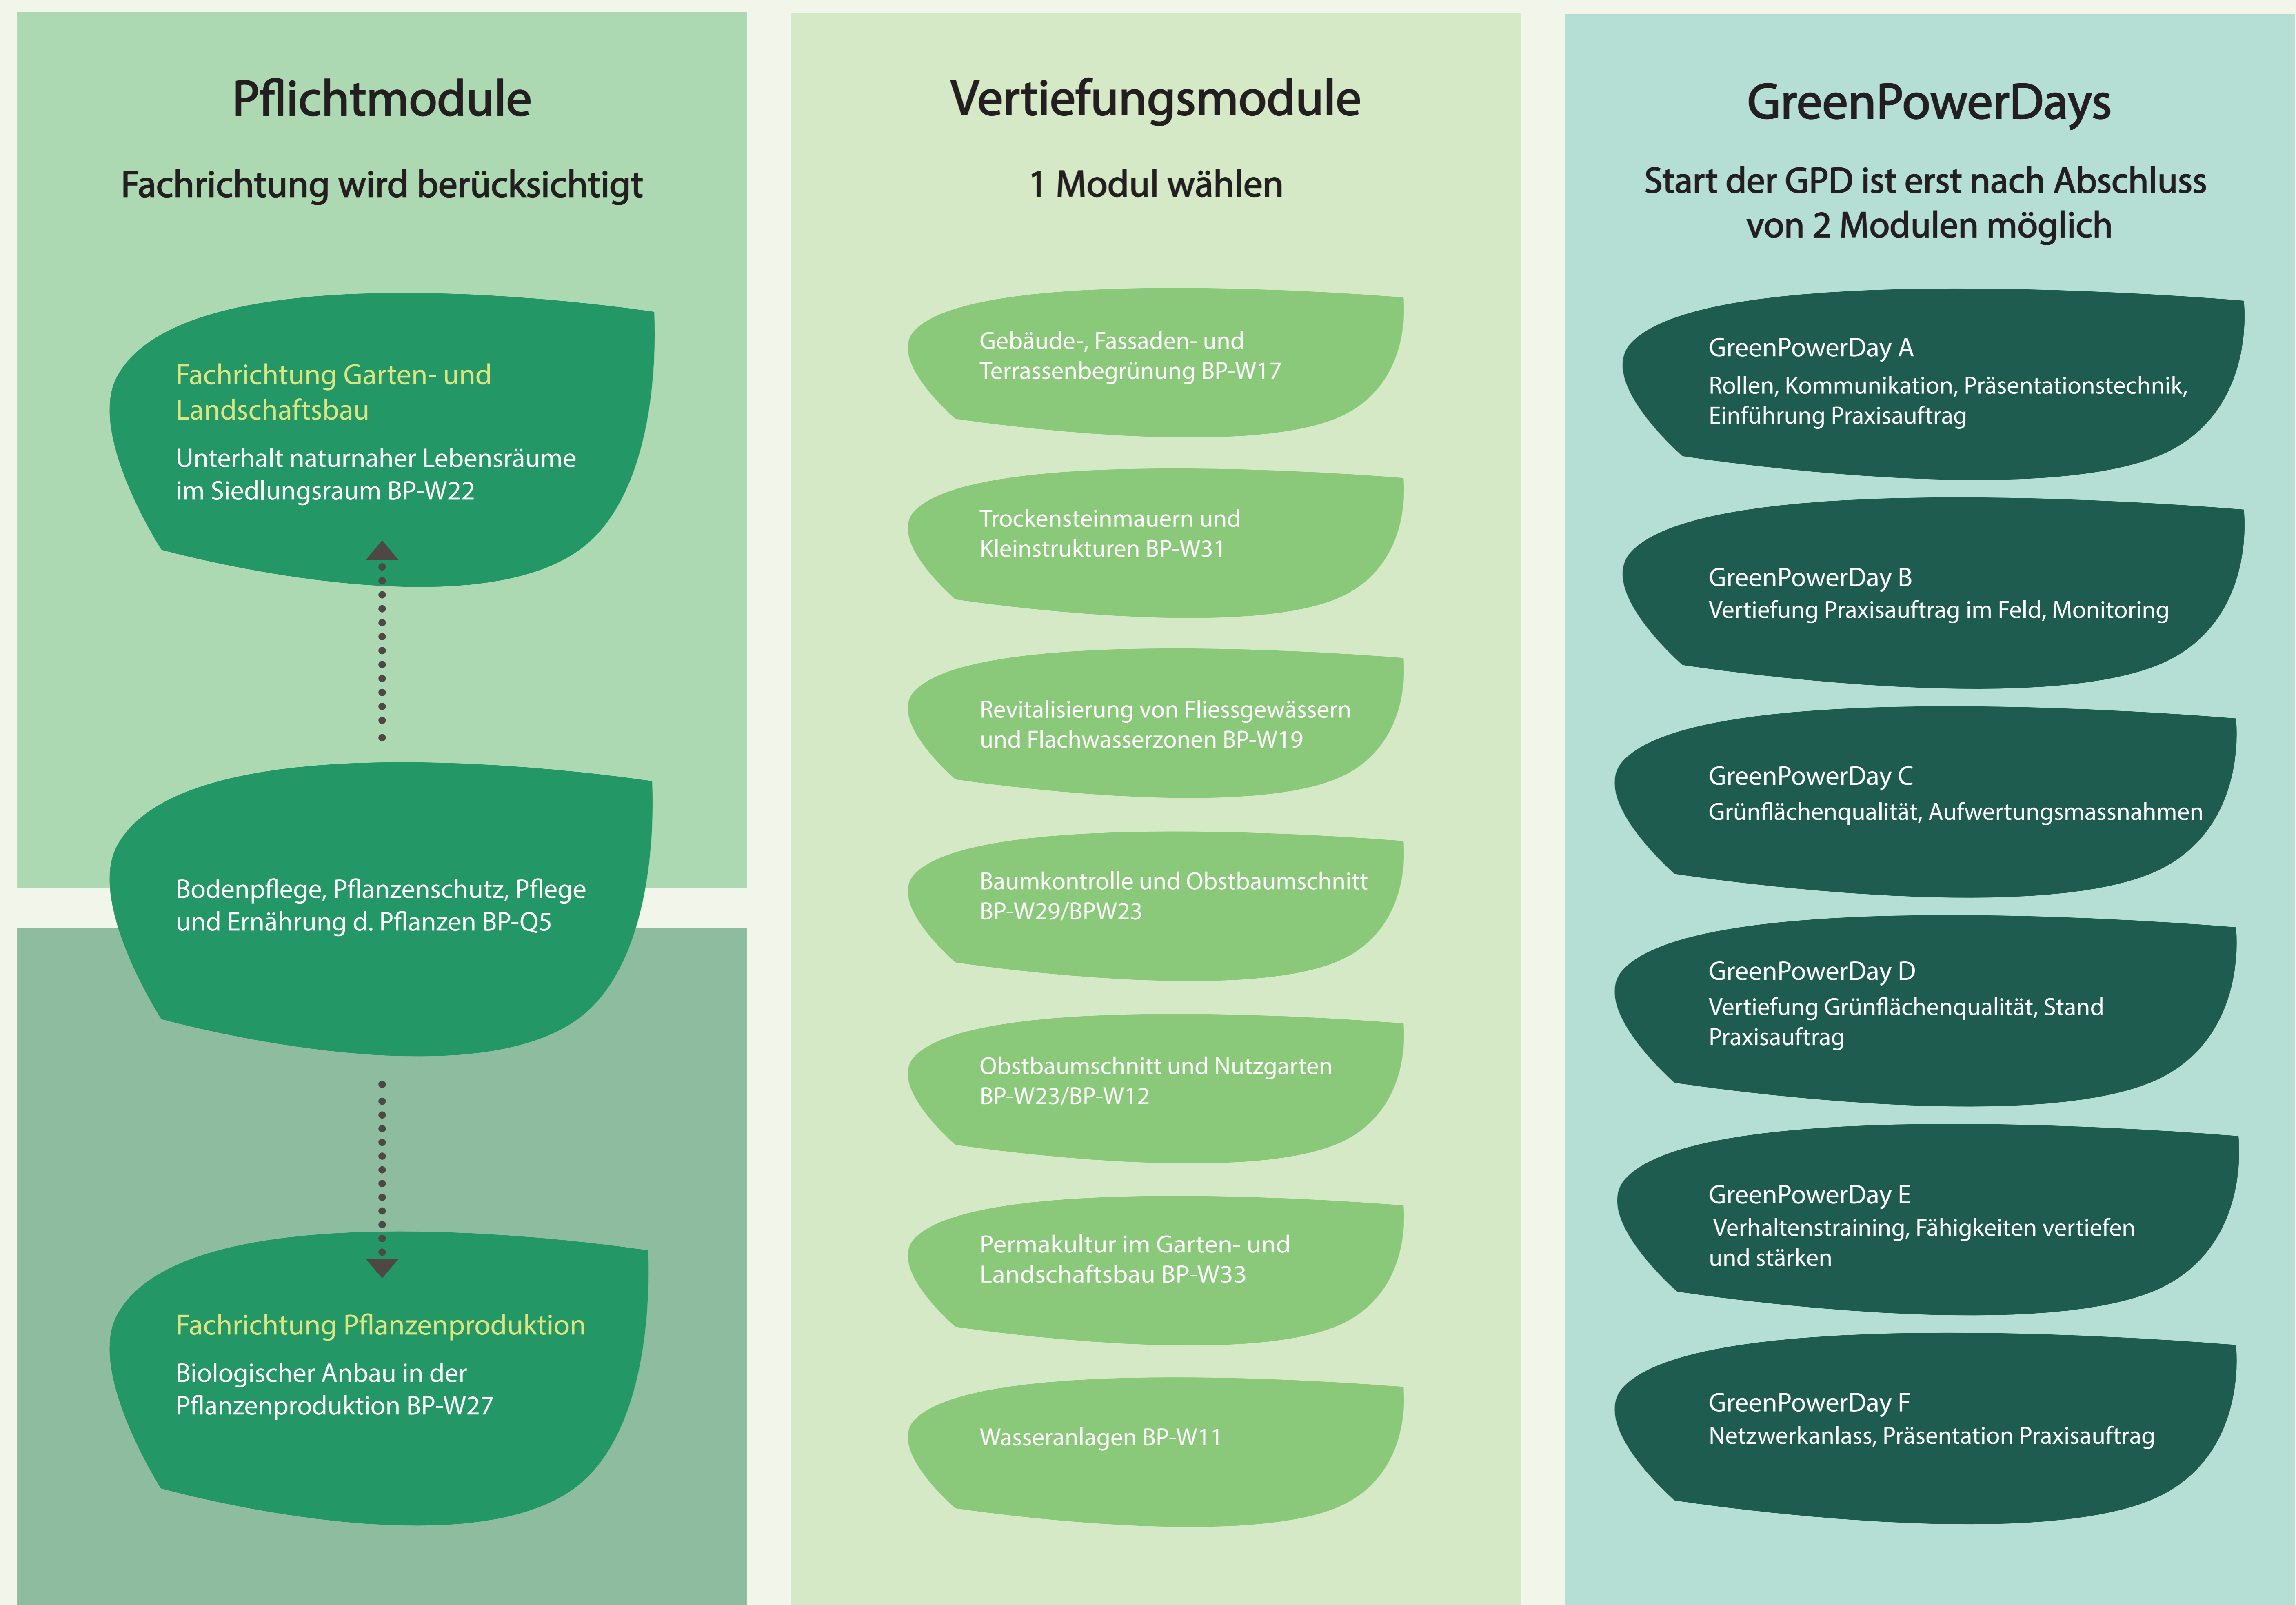 Pflichtmodule
Fachrichtung wird berücksichtigt
Fachrichtung Garten- und
Landschaftsbau
Unterhalt naturnaher Lebensräume
im Siedlungsraum BP-W22
Bodenpflege, Pflanzenschutz, Pflege
und Ernährung d. Pflanzen BP-Q5
Fachrichtung Pflanzenproduktion
Biologischer Anbau in der
Pflanzenproduktion BP-W27
Vertiefungsmodule
1 Modul wählen
Gebäude-, Fassaden- und
Terrassenbegrünung BP-W17
Trockensteinmauern und
Kleinstrukturen BP-W31
Revitalisierung von Fliessgewässern
und Flachwasserzonen BP-W19
Baumkontrolle und Obstbaumschnitt
BP-W29/BPW23
Obstbaumschnitt und Nutzgarten
BP-W23/BP-W12
Permakultur im Garten- und
Landschaftsbau BP-W33
Wasseranlagen BP-W11
GreenPowerDays
Start der GPD ist erst nach Abschluss
von 2 Modulen möglich
GreenPowerDay A
Rollen, Kommunikation, Präsentationstechnik,
Einführung Praxisauftrag
GreenPowerDay B
Vertiefung Praxisauftrag im Feld, Monitoring
GreenPowerDay C
Grünflächenqualität, Aufwertungsmassnahmen
GreenPowerDay D
Vertiefung Grünflächenqualität, Stand
Praxisauftrag
GreenPowerDay E
Verhaltenstraining, Fähigkeiten vertiefen
und stärken
GreenPowerDay F
Netzwerkanlass, Präsentation Praxisauftrag